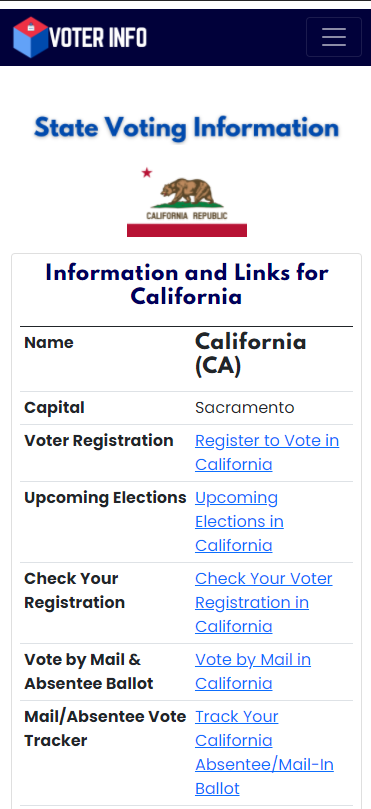 VOTER INFO
State Voting Information
CALIFORNIA REPUBLIC
Information and Links for
California
Name
California
(CA)
Capital
Sacramento
Voter Registration
Register to Vote in
California
Upcoming Elections
Upcoming
Elections in
California
Check Your
Registration
Check Your Voter
Registration in
California
Vote by Mail &
Absentee Ballot
Vote by Mail in
California
Mail/Absentee Vote
Tracker
Track Your
California
Absentee/Mail-In
Ballot